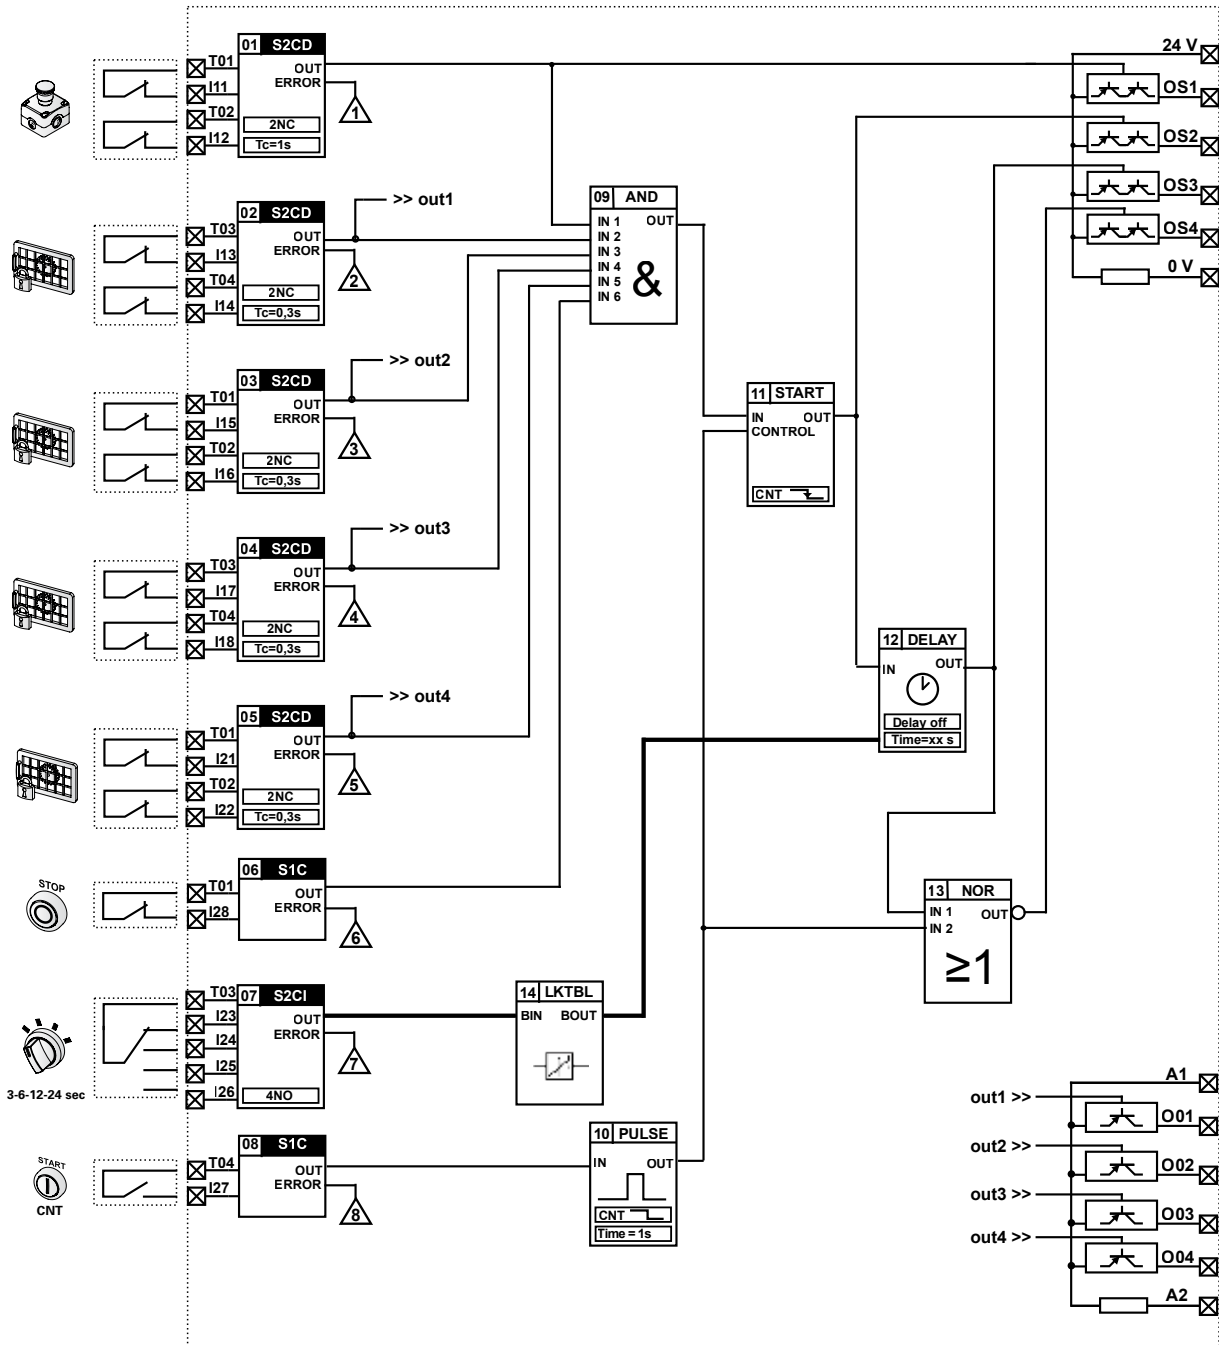 01 S2CD
T01
OUT
ERROR
I11
T02
I12
2NC
Tc=1s
1
24 V
OS1
OS2
OS3
OS4
0 V
02 S2CD
T03
OUT
ERROR
I13
T04
I14
2NC
Tc=0,3s
2
>> out1
09 AND
IN 1
IN 2
IN 3
IN 4
IN 5
IN 6
OUT
&
03 S2CD
T01
OUT
ERROR
I15
T02
I16
2NC
Tc=0,3s
3
>> out2
11 START
IN OUT
CONTROL
CNT
04 S2CD
T03
OUT
ERROR
I17
T04
I18
2NC
Tc=0,3s
4
>> out3
12 DELAY
IN OUT
Delay off
Time=xx s
05 S2CD
T01
OUT
ERROR
I21
T02
I22
2NC
Tc=0,3s
5
>> out4
STOP
06 S1C
T01
OUT
ERROR
I28
6
13 NOR
IN 1 OUT
IN 2
≥1
3-6-12-24 sec
07 S2CI
T03
OUT
ERROR
I23
I24
I25
I26
4NO
7
14 LKTBL
BIN BOUT
START
CNT
08 S1C
T04
OUT
ERROR
I27
8
10 PULSE
IN OUT
CNT
Time = 1s
A1
out1 >>
O01
out2 >>
O02
out3 >>
O03
out4 >>
O04
A2